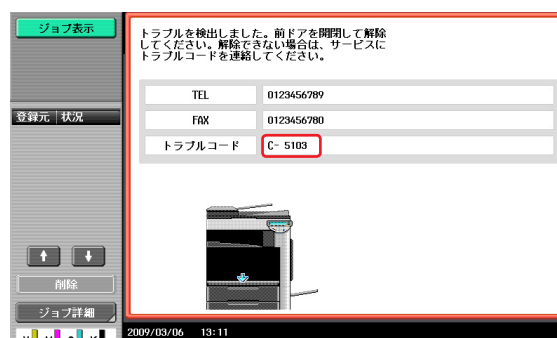 ジョブ表示
トラブルを検出しました。前ドアを開閉して解除
してください。解除できない場合は、サービスに
トラブルコードを連絡してください。
TEL 0123456789
登録元 状況
FAX 0123456780
トラブルコード C- 5103
削除
ジョブ詳細
2009/03/06 13:11